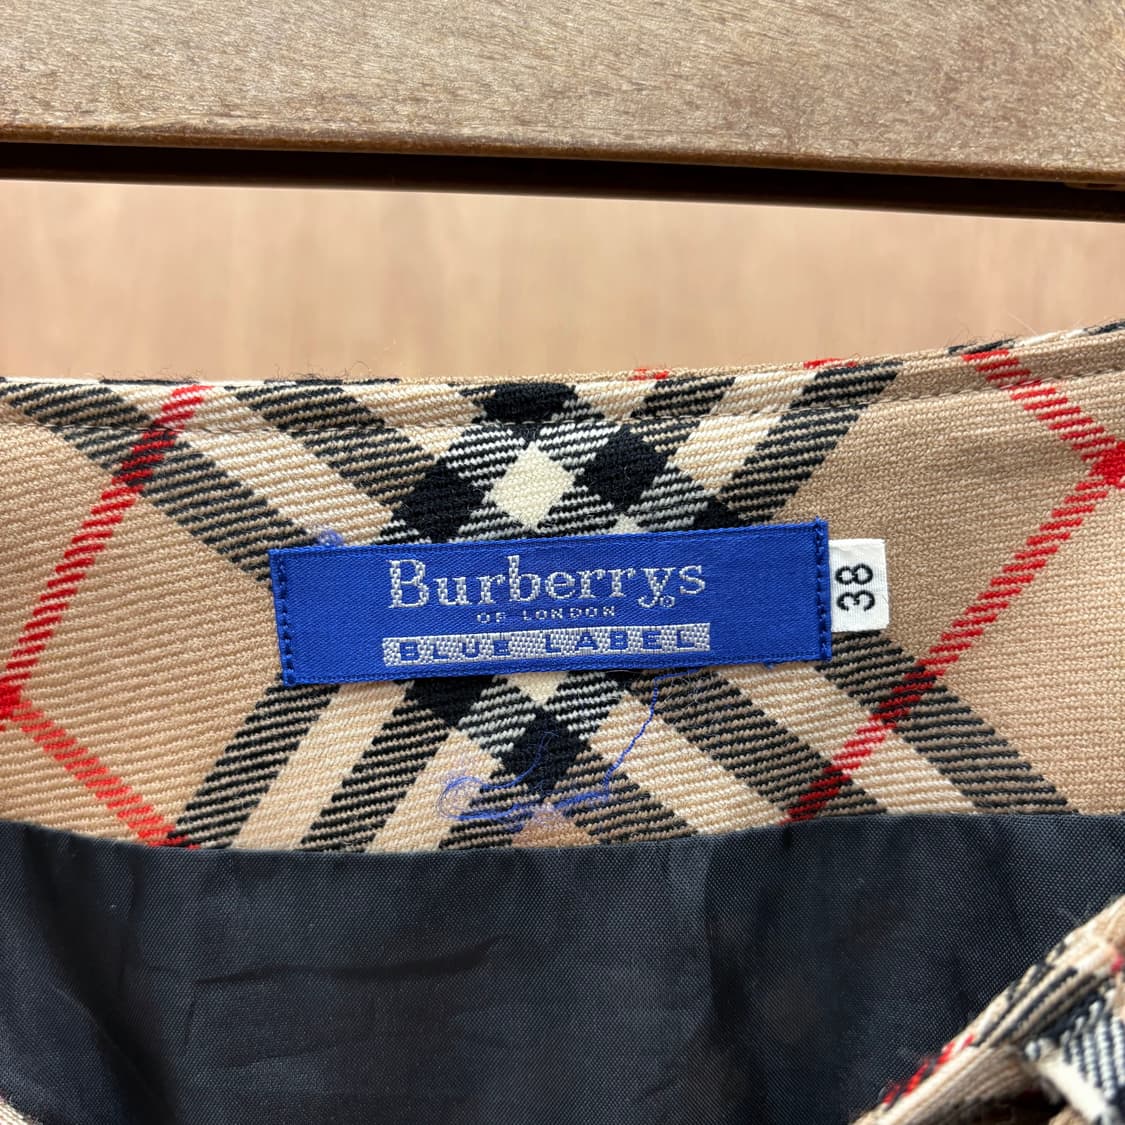 Burberrys®
OF LONDON
BLUE LABEL
38